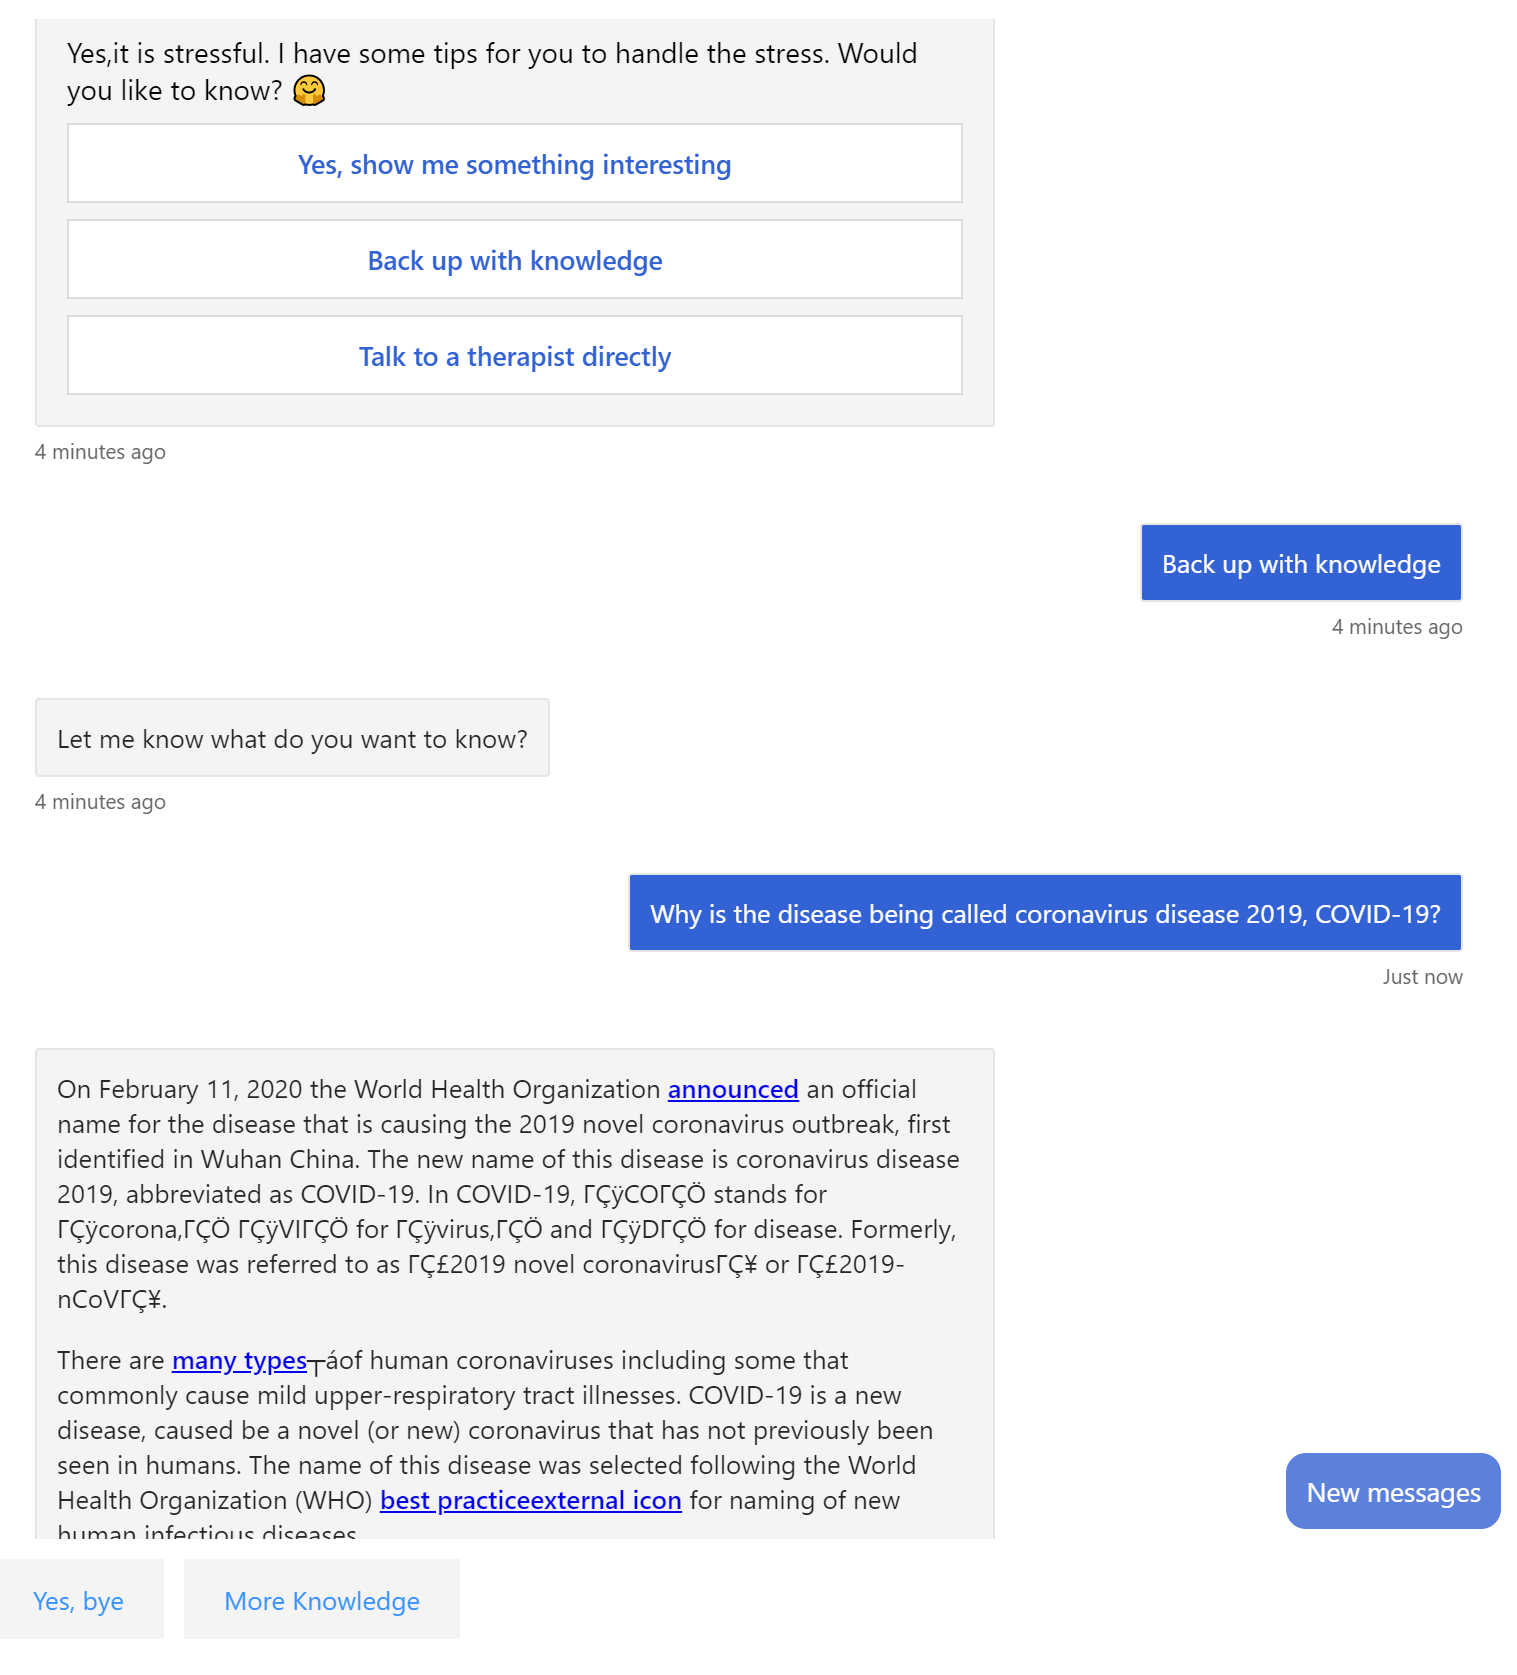 Yes,it is stressful. I have some tips for you to handle the stress. Would
you like to know? 🤗
Yes, show me something interesting
Back up with knowledge
Talk to a therapist directly
4 minutes ago
Back up with knowledge
4 minutes ago
Let me know what do you want to know?
4 minutes ago
Why is the disease being called coronavirus disease 2019, COVID-19?
Just now
On February 11, 2020 the World Health Organization announced an official
name for the disease that is causing the 2019 novel coronavirus outbreak, first
identified in Wuhan China. The new name of this disease is coronavirus disease
2019, abbreviated as COVID-19. In COVID-19, ΓÇÿCOΓÇÖ stands for
ΓÇÿcorona,ΓÇÖ ΓÇÿVIΓÇÖ for ΓÇÿvirus,ΓÇÖ and ΓÇÿDΓÇÖ for disease. Formerly,
this disease was referred to as ΓÇ£2019 novel coronavirusΓÇ¥ or ΓÇ£2019-
nCoVΓÇ¥.
There are many types┬áof human coronaviruses including some that
commonly cause mild upper-respiratory tract illnesses. COVID-19 is a new
disease, caused be a novel (or new) coronavirus that has not previously been
seen in humans. The name of this disease was selected following the World
Health Organization (WHO) best practiceexternal icon for naming of new
human infectious diseases
New messages
Yes, bye
More Knowledge